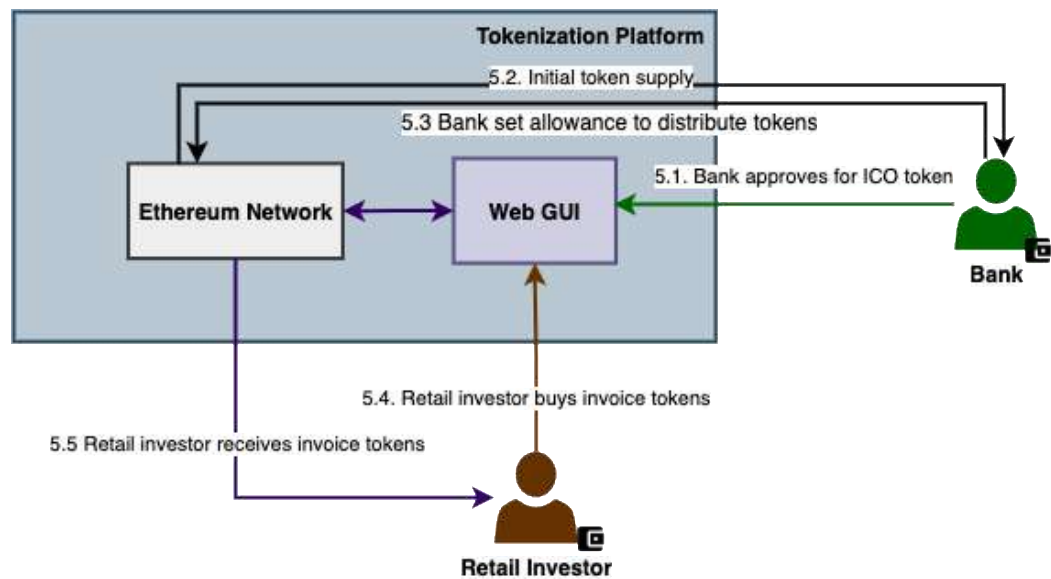 Tokenization Platform
5.2. Initial token supply
5.3 Bank set allowance to distribute tokens
5.1. Bank approves for ICO token
Ethereum Network
Web GUI
Bank
5.4. Retail investor buys invoice tokens
5.5 Retail investor receives invoice tokens
Retail Investor